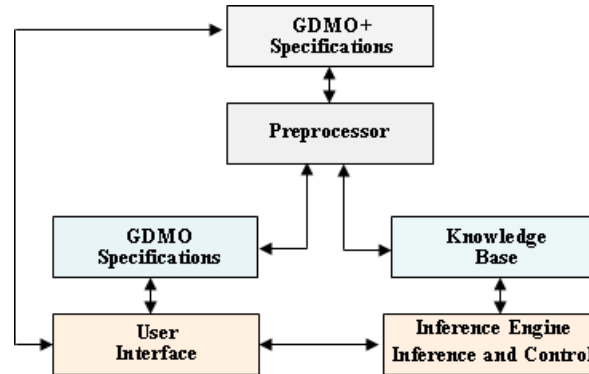 GDMO+
Specifications
Preprocessor
GDMO
Specifications
Knowledge
Base
User
Interface
Inference Engine
Inference and Control